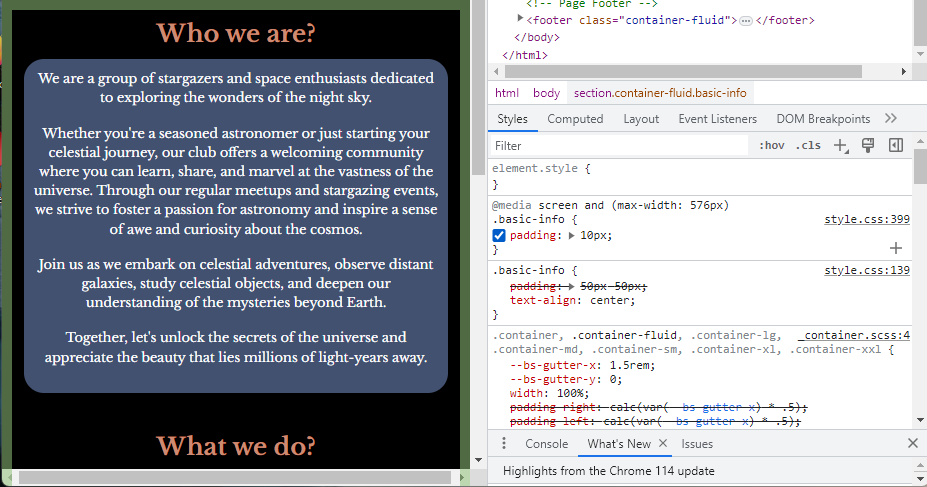 Who we are?
We are a group of stargazers and space enthusiasts dedicated
to exploring the wonders of the night sky.
Whether you're a seasoned astronomer or just starting your
celestial journey, our club offers a welcoming community
where you can learn, share, and marvel at the vastness of the
universe. Through our regular meetups and stargazing events,
we strive to foster a passion for astronomy and inspire a sense
of awe and curiosity about the cosmos.
Join us as we embark on celestial adventures, observe distant
galaxies, study celestial objects, and deepen our
understanding of the mysteries beyond Earth.
Together, let's unlock the secrets of the universe and
appreciate the beauty that lies millions of light-years away.
What we do?
<!-- Page Footer -->
<footer class="container-fluid"> ⋯ </footer>
</body>
</html>
html body section.container-fluid.basic-info
Styles Computed Layout Event Listeners DOM Breakpoints
Filter :hov .cls
element.style {
}
@media screen and (max-width: 576px)
.basic-info { style.css:399
padding: 10px;
}
.basic-info { style.css:139
padding: 50px 50px;
text-align: center;
}
.container, .container-fluid, .container-lg, _container.scss:4
.container-md, .container-sm, .container-xl, .container-xxl {
--bs-gutter-x: 1.5rem;
--bs-gutter-y: 0;
width: 100%;
padding-right: calc(var(--bs-gutter-x) * .5);
padding-left: calc(var(--bs-gutter-x) * .5);
Console What's New Issues
Highlights from the Chrome 114 update